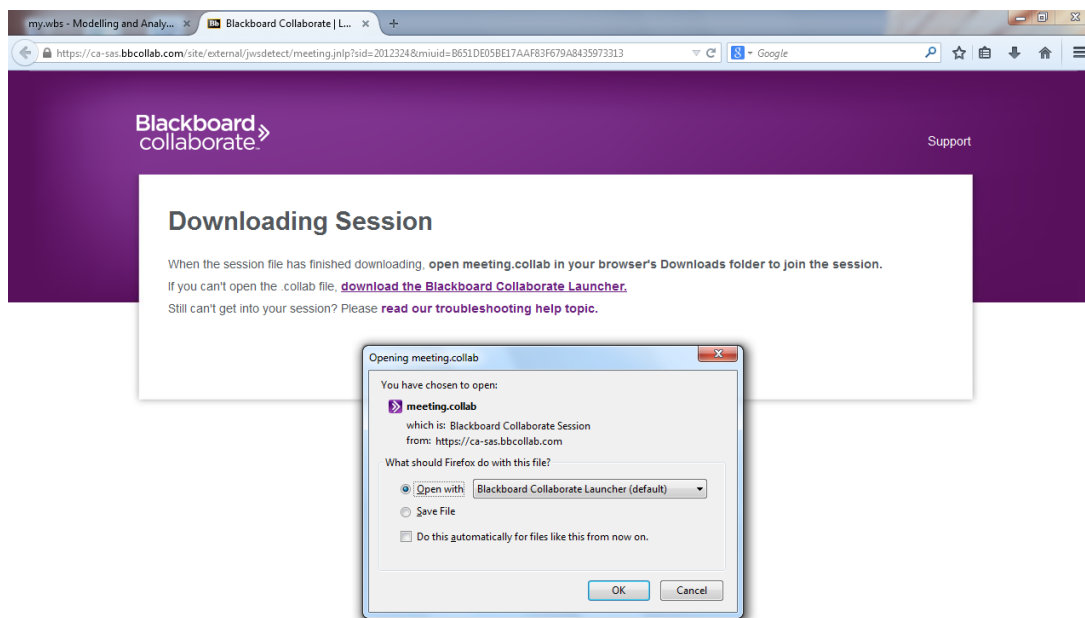 my.wbs - Modelling and Analy... ×
Bb Blackboard Collaborate | L... × +
https://ca-sas.bbcollab.com/site/external/jwsdetect/meeting.jnlp?sid=2012324&miuid=B651DE05BE17AAF83F679A8435973313
8 Google
Blackboard
collaborate
Support
Downloading Session
When the session file has finished downloading, open meeting.collab in your browser's Downloads folder to join the session.
If you can't open the .collab file, download the Blackboard Collaborate Launcher.
Still can't get into your session? Please read our troubleshooting help topic.
Opening meeting.collab
You have chosen to open:
meeting.collab
which is: Blackboard Collaborate Session
from: https://ca-sas.bbcollab.com
What should Firefox do with this file?
Open with Blackboard Collaborate Launcher (default)
Save File
Do this automatically for files like this from now on.
OK Cancel